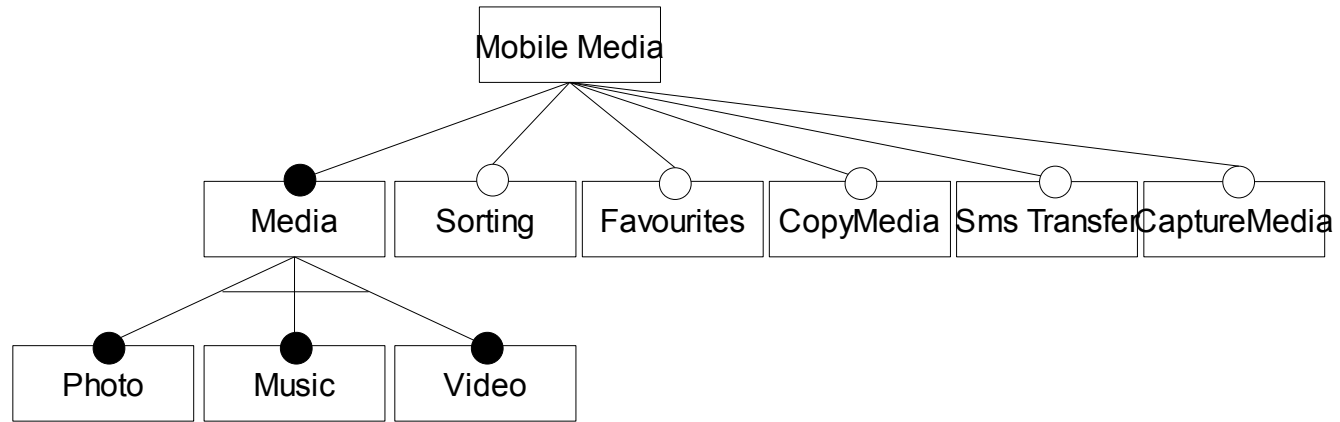 Mobile Media
Media
Sorting
Favourites
CopyMedia
Sms Transfer
CaptureMedia
Photo
Music
Video